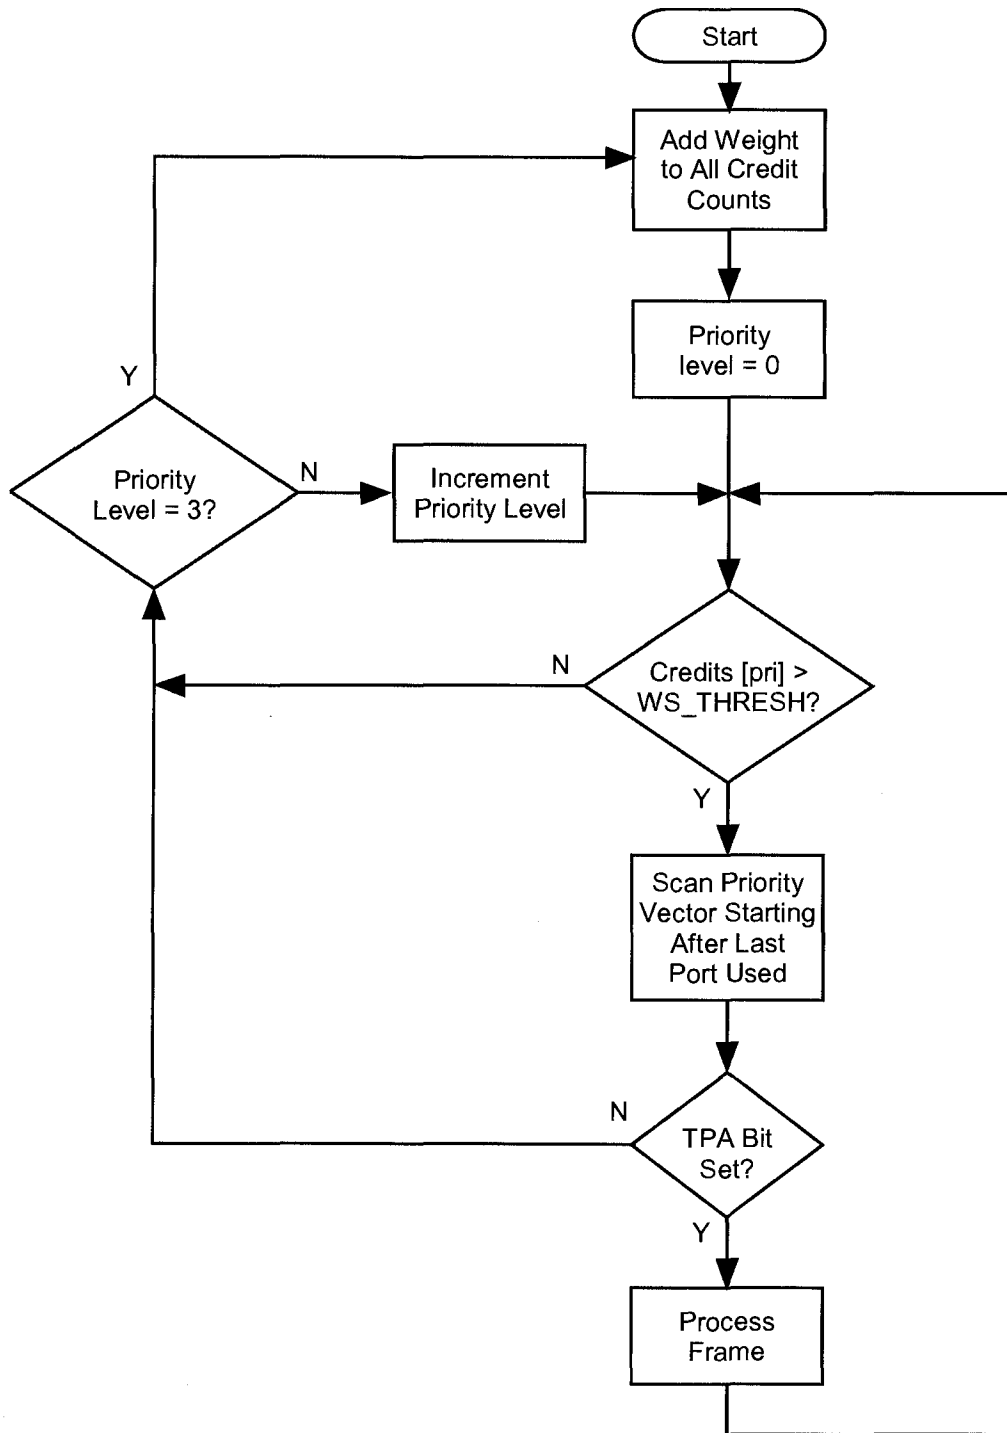 Start
Add Weight
to All Credit
Counts
Priority
level = 0
Y
Priority
Level = 3?
N
Increment
Priority Level
N
Credits [pri] >
WS_THRESH?
Y
Scan Priority
Vector Starting
After Last
Port Used
N
TPA Bit
Set?
Y
Process
Frame